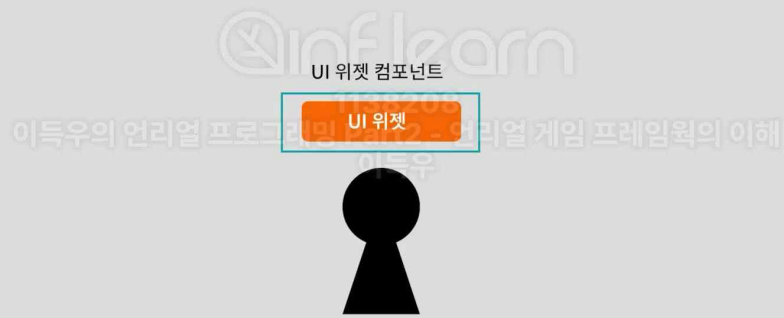 inflearn
UI 위젯 컴포넌트
1138208
UI 위젯
이득우의 언리얼 프로그래밍 Part2 - 언리얼 게임 프레임웍의 이해
이득우